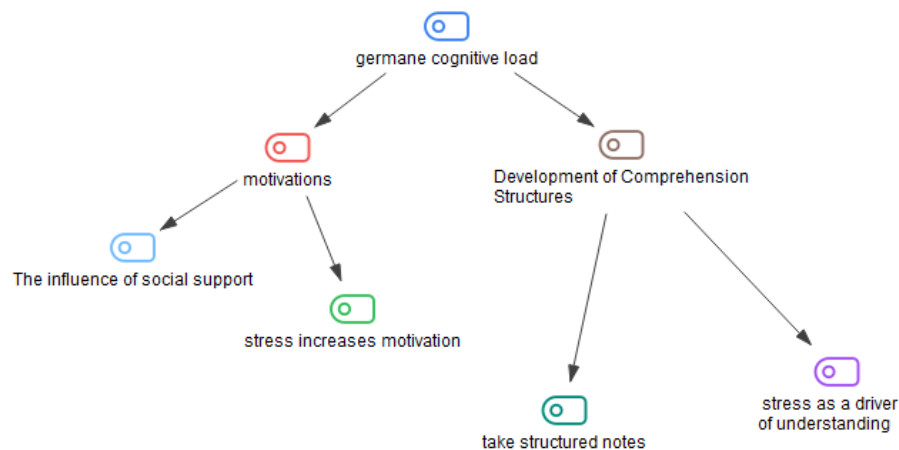 germane cognitive load
motivations
Development of Comprehension
Structures
The influence of social support
stress increases motivation
take structured notes
stress as a driver
of understanding